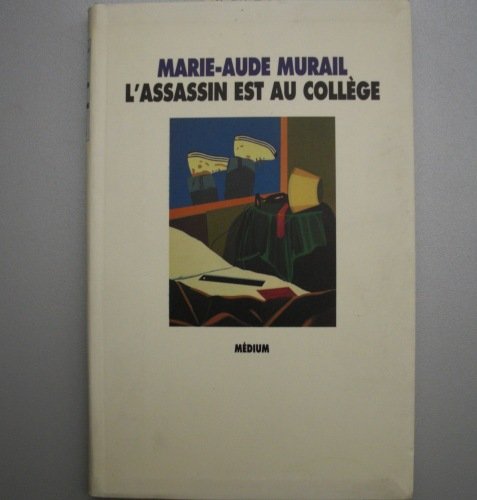 MARIE-AUDE MURAIL
L'ASSASSIN EST AU COLLÈGE
MÉDIUM